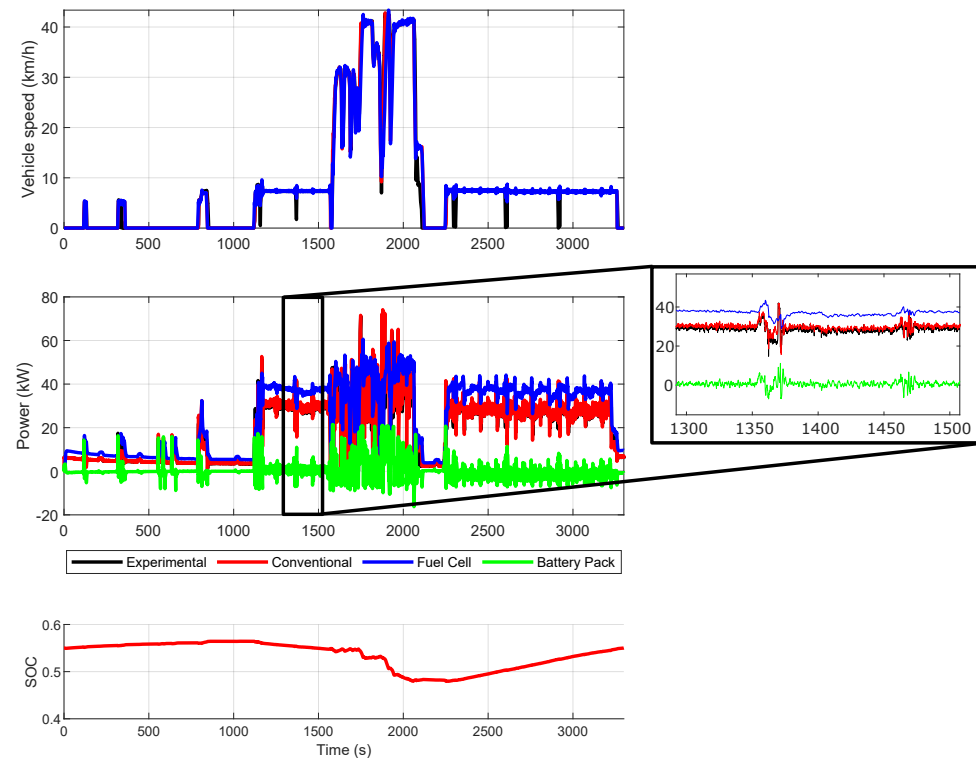 Vehicle speed (km/h)
40
30
20
10
0
0 500 1000 1500 2000 2500 3000
Power (kW)
80
60
40
20
0
-20
0 500 1000 1500 2000 2500 3000
40
20
0
1300 1350 1400 1450 1500
Experimental Conventional Fuel Cell Battery Pack
SOC
0.6
0.5
0.4
0 500 1000 1500 2000 2500 3000
Time (s)